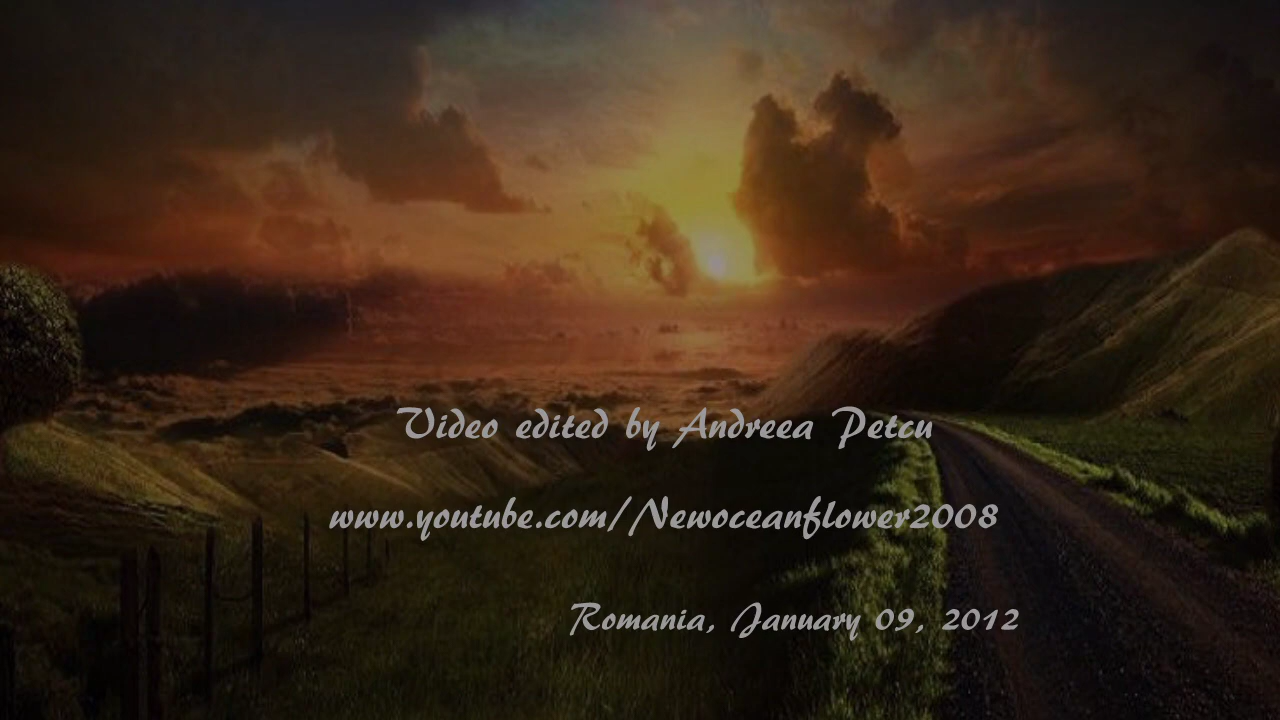 Video edited by Andreea Petcu
www.youtube.com/Newoceanflower2008
Romania, January 09, 2012